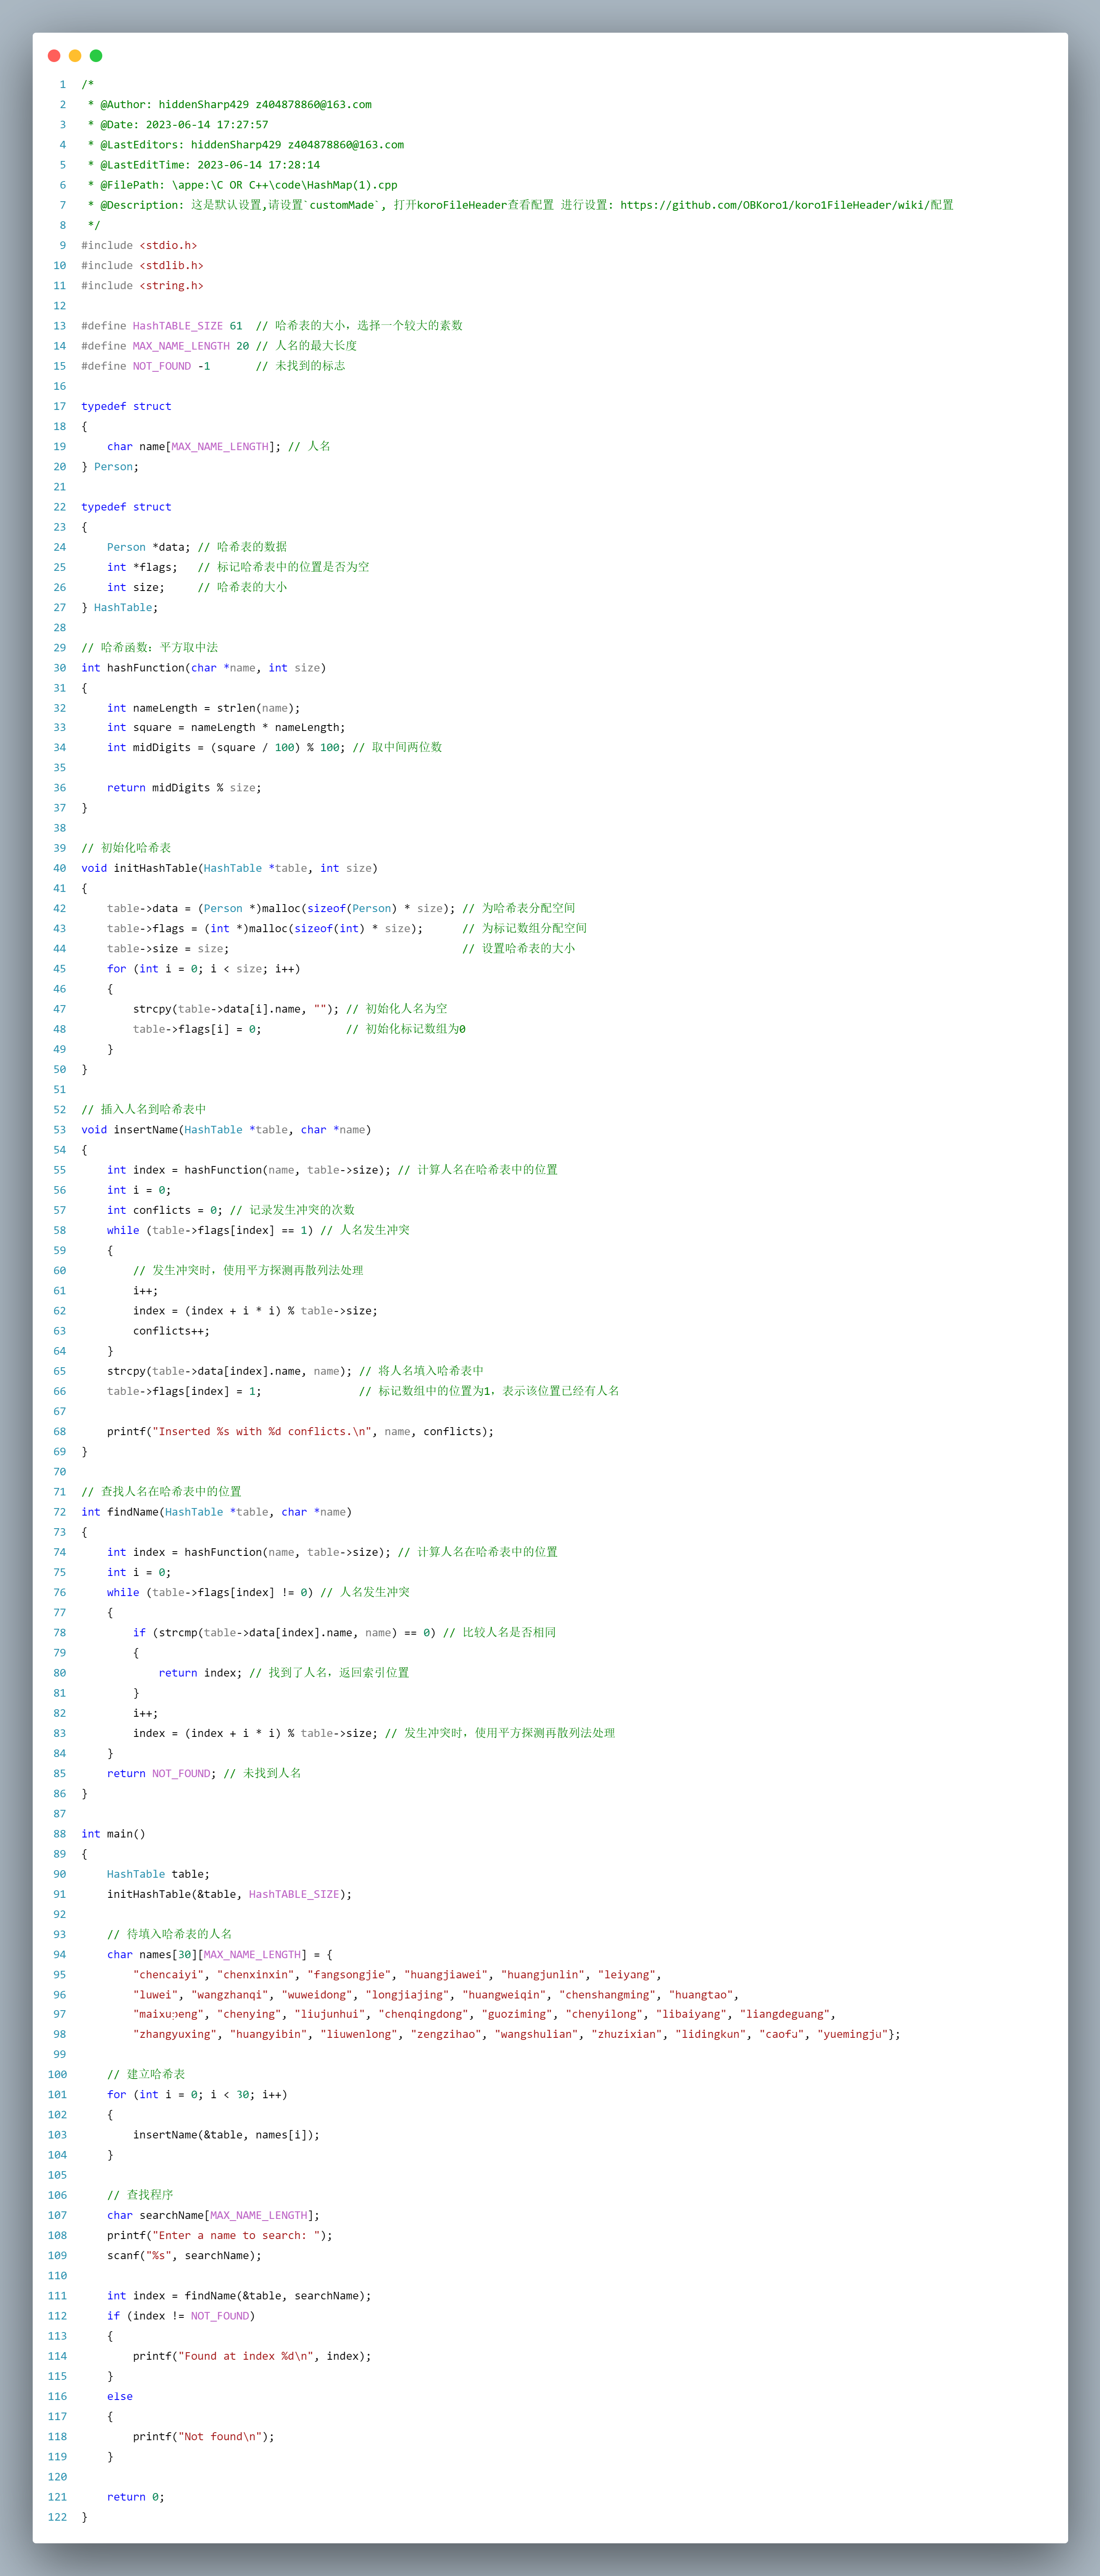 1 /*
2  * @Author: hiddenSharp429 z404878860@163.com
3  * @Date: 2023-06-14 17:27:57
4  * @LastEditors: hiddenSharp429 z404878860@163.com
5  * @LastEditTime: 2023-06-14 17:28:14
6  * @FilePath: \appe:\C OR C++\code\HashMap(1).cpp
7  * @Description: 这是默认设置,请设置`customMade`, 打开koroFileHeader查看配置 进行设置: https://github.com/OBKoro1/koro1FileHeader/wiki/配置
8  */
9 #include <stdio.h>
10 #include <stdlib.h>
11 #include <string.h>
12
13 #define HashTABLE_SIZE 61  // 哈希表的大小，选择一个较大的素数
14 #define MAX_NAME_LENGTH 20 // 人名的最大长度
15 #define NOT_FOUND -1       // 未找到的标志
16
17 typedef struct
18 {
19     char name[MAX_NAME_LENGTH]; // 人名
20 } Person;
21
22 typedef struct
23 {
24     Person *data; // 哈希表的数据
25     int *flags;   // 标记哈希表中的位置是否为空
26     int size;     // 哈希表的大小
27 } HashTable;
28
29 // 哈希函数：平方取中法
30 int hashFunction(char *name, int size)
31 {
32     int nameLength = strlen(name);
33     int square = nameLength * nameLength;
34     int midDigits = (square / 100) % 100; // 取中间两位数
35
36     return midDigits % size;
37 }
38
39 // 初始化哈希表
40 void initHashTable(HashTable *table, int size)
41 {
42     table->data = (Person *)malloc(sizeof(Person) * size); // 为哈希表分配空间
43     table->flags = (int *)malloc(sizeof(int) * size);      // 为标记数组分配空间
44     table->size = size;                                    // 设置哈希表的大小
45     for (int i = 0; i < size; i++)
46     {
47         strcpy(table->data[i].name, ""); // 初始化人名为空
48         table->flags[i] = 0;             // 初始化标记数组为0
49     }
50 }
51
52 // 插入人名到哈希表中
53 void insertName(HashTable *table, char *name)
54 {
55     int index = hashFunction(name, table->size); // 计算人名在哈希表中的位置
56     int i = 0;
57     int conflicts = 0; // 记录发生冲突的次数
58     while (table->flags[index] == 1) // 人名发生冲突
59     {
60         // 发生冲突时，使用平方探测再散列法处理
61         i++;
62         index = (index + i * i) % table->size;
63         conflicts++;
64     }
65     strcpy(table->data[index].name, name); // 将人名填入哈希表中
66     table->flags[index] = 1;               // 标记数组中的位置为1，表示该位置已经有人名
67
68     printf("Inserted %s with %d conflicts.\n", name, conflicts);
69 }
70
71 // 查找人名在哈希表中的位置
72 int findName(HashTable *table, char *name)
73 {
74     int index = hashFunction(name, table->size); // 计算人名在哈希表中的位置
75     int i = 0;
76     while (table->flags[index] != 0) // 人名发生冲突
77     {
78         if (strcmp(table->data[index].name, name) == 0) // 比较人名是否相同
79         {
80             return index; // 找到了人名，返回索引位置
81         }
82         i++;
83         index = (index + i * i) % table->size; // 发生冲突时，使用平方探测再散列法处理
84     }
85     return NOT_FOUND; // 未找到人名
86 }
87
88 int main()
89 {
90     HashTable table;
91     initHashTable(&table, HashTABLE_SIZE);
92
93     // 待填入哈希表的人名
94     char names[30][MAX_NAME_LENGTH] = {
95         "chencaiyi", "chenxinxin", "fangsongjie", "huangjiawei", "huangjunlin", "leiyang",
96         "luwei", "wangzhanqi", "wuweidong", "longjiajing", "huangweiqin", "chenshangming", "huangtao",
97         "maixupeng", "chenying", "liujunhui", "chenqingdong", "guoziming", "chenyilong", "libaiyang", "liangdeguang",
98         "zhangyuxing", "huangyibin", "liuwenlong", "zengzihao", "wangshulian", "zhuzixian", "lidingkun", "caofu", "yuemingju"};
99
100     // 建立哈希表
101     for (int i = 0; i < 30; i++)
102     {
103         insertName(&table, names[i]);
104     }
105
106     // 查找程序
107     char searchName[MAX_NAME_LENGTH];
108     printf("Enter a name to search: ");
109     scanf("%s", searchName);
110
111     int index = findName(&table, searchName);
112     if (index != NOT_FOUND)
113     {
114         printf("Found at index %d\n", index);
115     }
116     else
117     {
118         printf("Not found\n");
119     }
120
121     return 0;
122 }